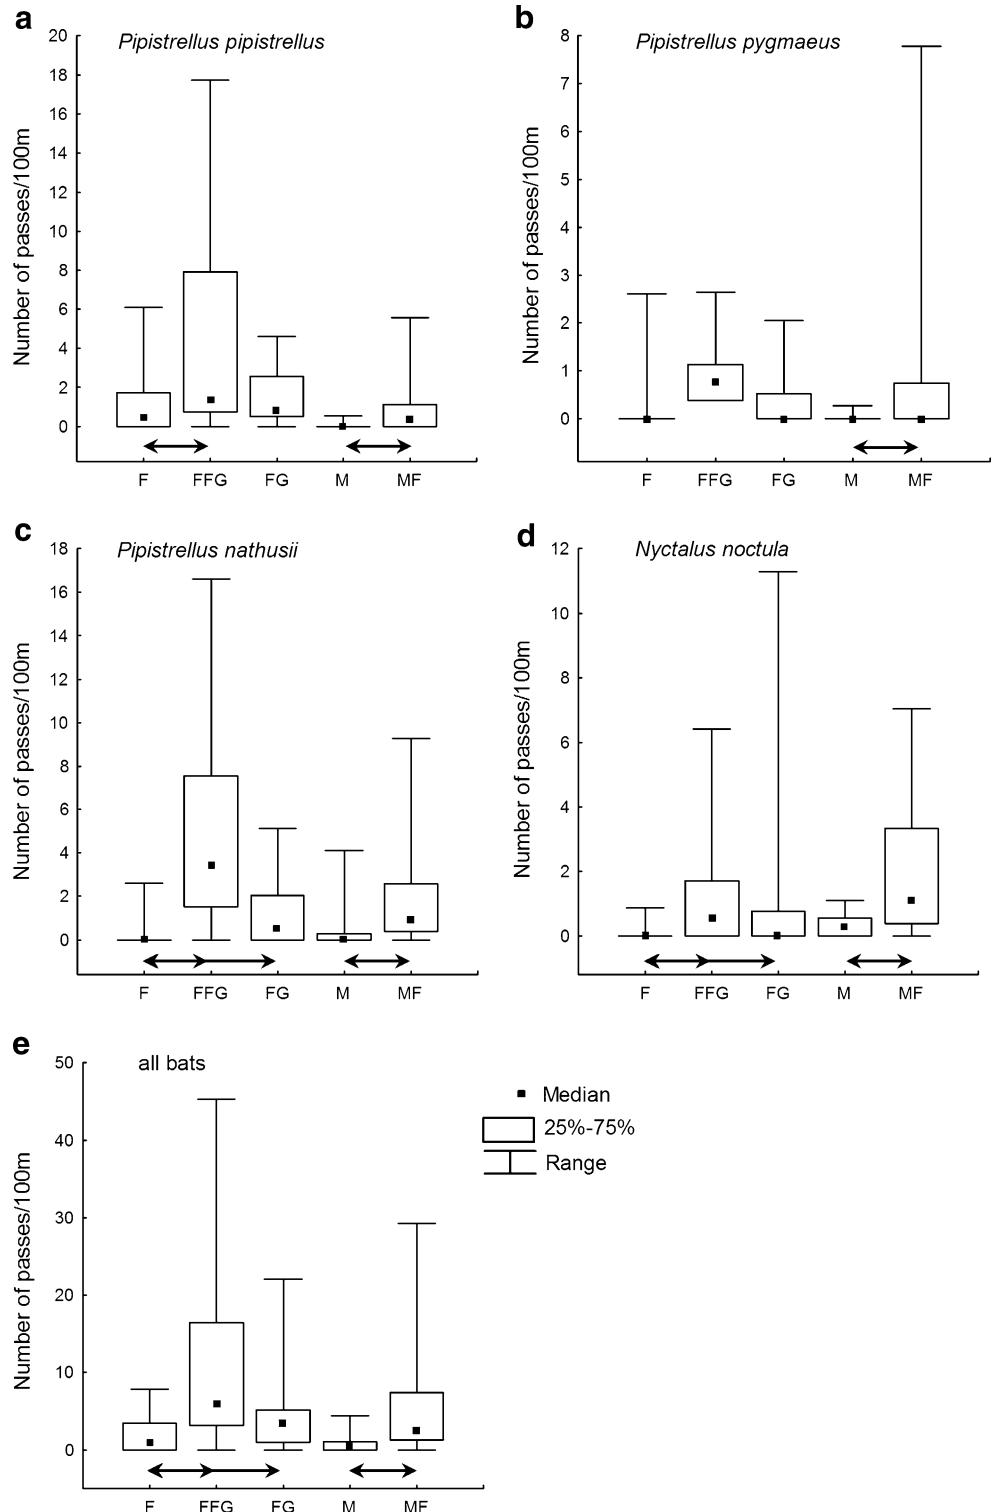 a
Pipistrellus pipistrellus
Number of passes/100m
20
18
16
14
12
10
8
6
4
2
0
F FFG FG M MF
b
Pipistrellus pygmaeus
Number of passes/100m
8
7
6
5
4
3
2
1
0
F FFG FG M MF
c
Pipistrellus nathusii
Number of passes/100m
18
16
14
12
10
8
6
4
2
0
F FFG FG M MF
d
Nyctalus noctula
Number of passes/100m
12
10
8
6
4
2
0
F FFG FG M MF
e
all bats
Number of passes/100m
50
40
30
20
10
0
F FFG FG M MF
Median
25%-75%
Range